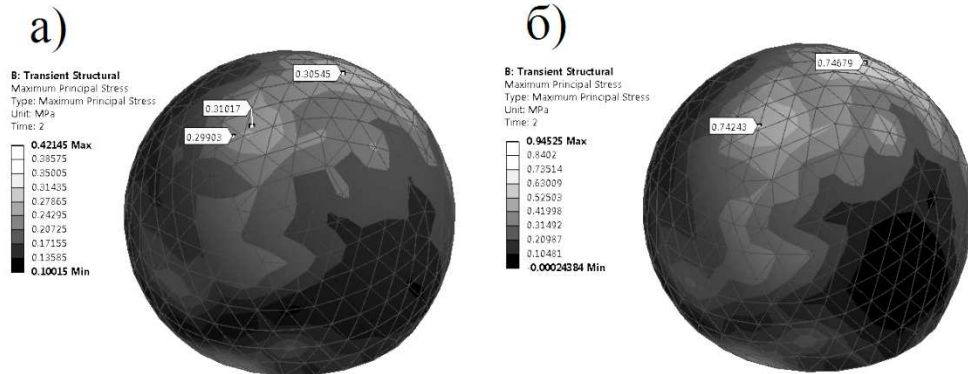 а)
B: Transient Structural
Maximum Principal Stress
Type: Maximum Principal Stress
Unit: MPa
Time: 2
0.42145 Max
0.38575
0.35005
0.31435
0.27865
0.24295
0.20725
0.17155
0.13585
0.10015 Min
0.30545
0.31017
0.29903
б)
B: Transient Structural
Maximum Principal Stress
Type: Maximum Principal Stress
Unit: MPa
Time: 2
0.94525 Max
0.8402
0.73514
0.63009
0.52503
0.41998
0.31492
0.20987
0.10481
-0.00024384 Min
0.74679
0.74243